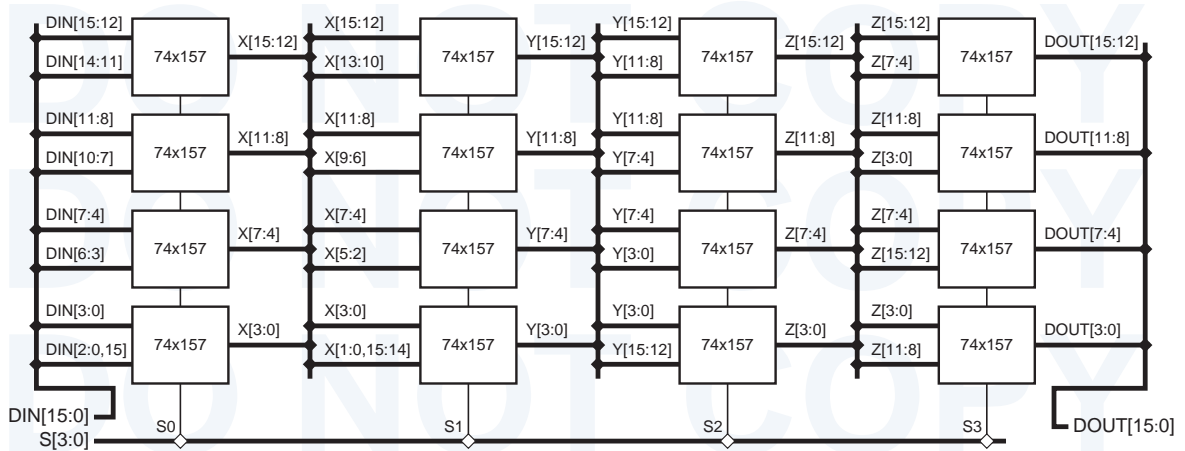 DIN[15:12] X[15:12] Y[15:12] Z[15:12]
74x157 X[15:12] 74x157 Y[15:12] 74x157 Z[15:12] 74x157 DOUT[15:12]
DIN[14:11] X[13:10] Y[11:8] Z[7:4]
DIN[11:8] X[11:8] Y[11:8] Z[11:8]
74x157 X[11:8] 74x157 Y[11:8] 74x157 Z[11:8] 74x157 DOUT[11:8]
DIN[10:7] X[9:6] Y[7:4] Z[3:0]
DIN[7:4] X[7:4] Y[7:4] Z[7:4]
74x157 X[7:4] 74x157 Y[7:4] 74x157 Z[7:4] 74x157 DOUT[7:4]
DIN[6:3] X[5:2] Y[3:0] Z[15:12]
DIN[3:0] X[3:0] Y[3:0] Z[3:0]
74x157 X[3:0] 74x157 Y[3:0] 74x157 Z[3:0] 74x157 DOUT[3:0]
DIN[2:0,15] X[1:0,15:14] Y[15:12] Z[11:8]
DIN[15:0] S0 S1 S2 S3 DOUT[15:0]
S[3:0]
DO NOT COPY
DO NOT COPY
DO NOT COPY